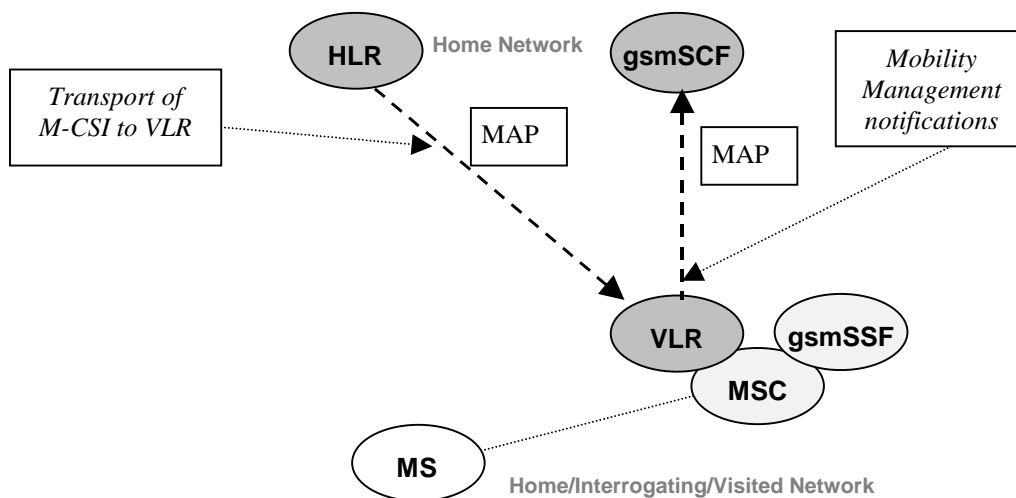 HLR
Home Network
gsmSCF
Transport of
M-CSI to VLR
MAP
MAP
Mobility
Management
notifications
VLR
gsmSSF
MSC
MS
Home/Interrogating/Visited Network